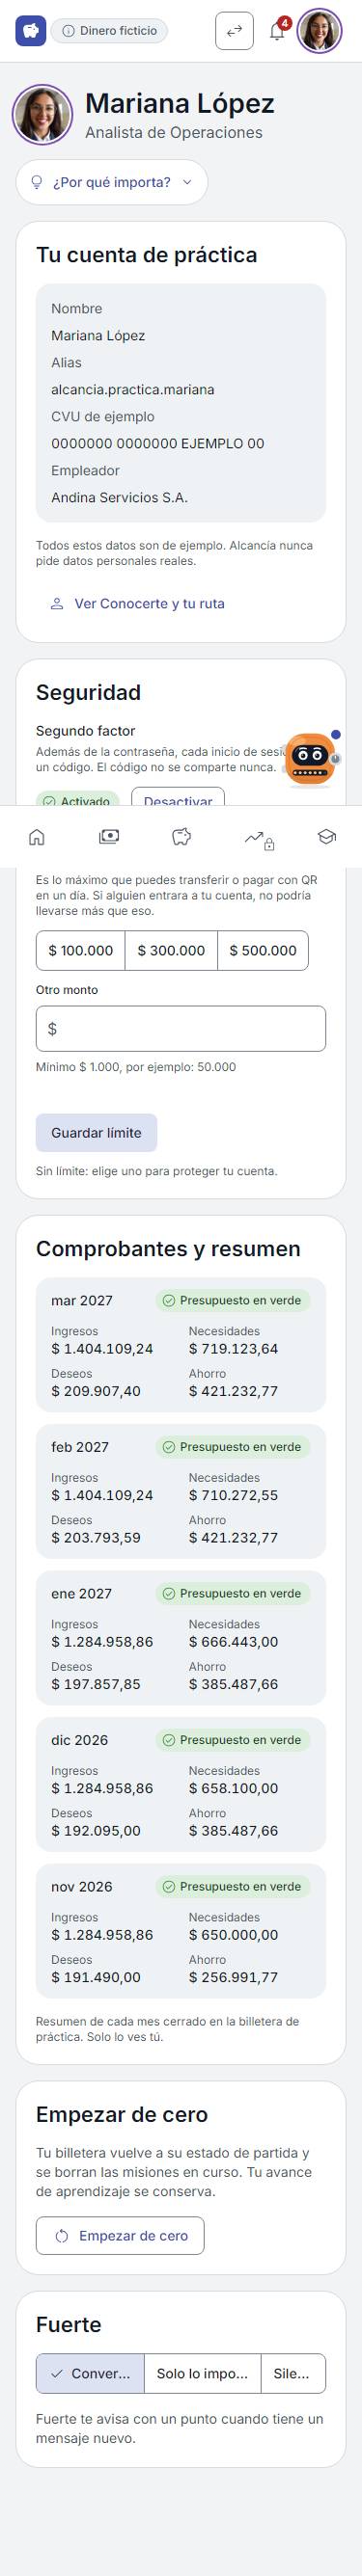 Dinero ficticio
4
Mariana López
Analista de Operaciones
¿Por qué importa?
Tu cuenta de práctica
Nombre
Mariana López
Alias
alcancia.practica.mariana
CVU de ejemplo
0000000 0000000 EJEMPLO 00
Empleador
Andina Servicios S.A.
Todos estos datos son de ejemplo. Alcancía nunca
pide datos personales reales.
Ver Conocerte y tu ruta
Seguridad
Segundo factor
Además de la contraseña, cada inicio de
un código. El código no se comparte nunca.
Activado
Desactivar
Es lo máximo que puedes transferir o pagar con QR
en un día. Si alguien entrara a tu cuenta, no podría
llevarse más que eso.
$ 100.000
$ 300.000
$ 500.000
Otro monto
$
Mínimo $ 1.000, por ejemplo: 50.000
Guardar límite
Sin límite: elige uno para proteger tu cuenta.
Comprobantes y resumen
mar 2027
Presupuesto en verde
Ingresos
Necesidades
$ 1.404.109,24
$ 719.123,64
Deseos
Ahorro
$ 209.907,40
$ 421.232,77
feb 2027
Presupuesto en verde
Ingresos
Necesidades
$ 1.404.109,24
$ 710.272,55
Deseos
Ahorro
$ 203.793,59
$ 421.232,77
ene 2027
Presupuesto en verde
Ingresos
Necesidades
$ 1.284.958,86
$ 666.443,00
Deseos
Ahorro
$ 197.857,85
$ 385.487,66
dic 2026
Presupuesto en verde
Ingresos
Necesidades
$ 1.284.958,86
$ 658.100,00
Deseos
Ahorro
$ 192.095,00
$ 385.487,66
nov 2026
Presupuesto en verde
Ingresos
Necesidades
$ 1.284.958,86
$ 650.000,00
Deseos
Ahorro
$ 191.490,00
$ 256.991,77
Resumen de cada mes cerrado en la billetera de
práctica. Solo lo ves tú.
Empezar de cero
Tu billetera vuelve a su estado de partida y
se borran las misiones en curso. Tu avance
de aprendizaje se conserva.
Empezar de cero
Fuerte
Conver...
Solo lo impo...
Sile...
Fuerte te avisa con un punto cuando tiene un
mensaje nuevo.